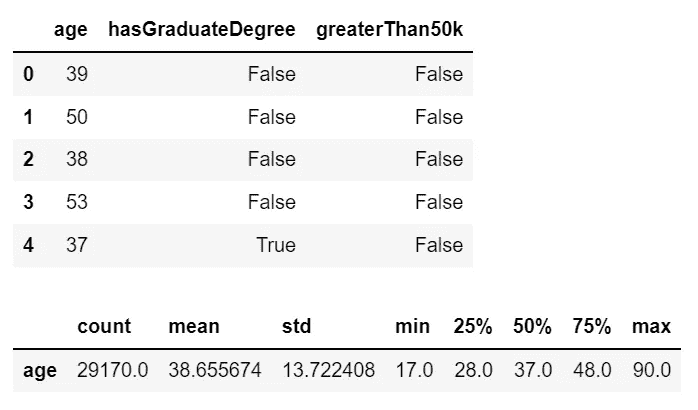 age hasGraduateDegree greaterThan50k
0 39 False False
1 50 False False
2 38 False False
3 53 False False
4 37 True False
count mean std min 25% 50% 75% max
age 29170.0 38.655674 13.722408 17.0 28.0 37.0 48.0 90.0